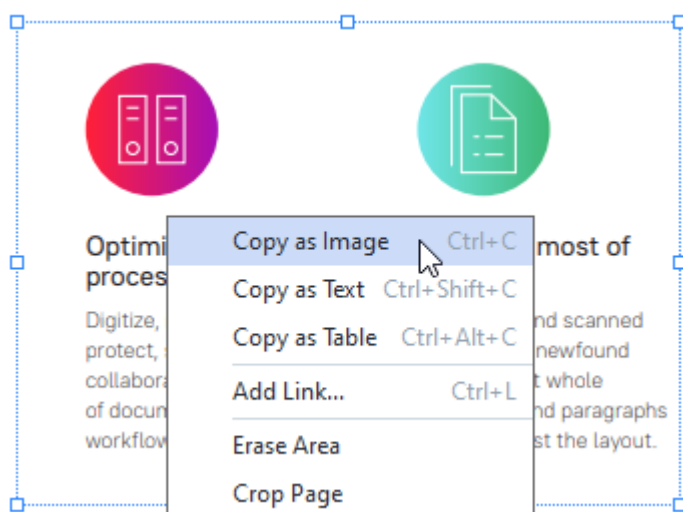 Optimi
proces
most of
Digitize,
protect,
collabora
of docum
workflow
nd scanned
newfound
t whole
nd paragraphs
st the layout.
Copy as Image Ctrl+C
Copy as Text Ctrl+Shift+C
Copy as Table Ctrl+Alt+C
Add Link... Ctrl+L
Erase Area
Crop Page